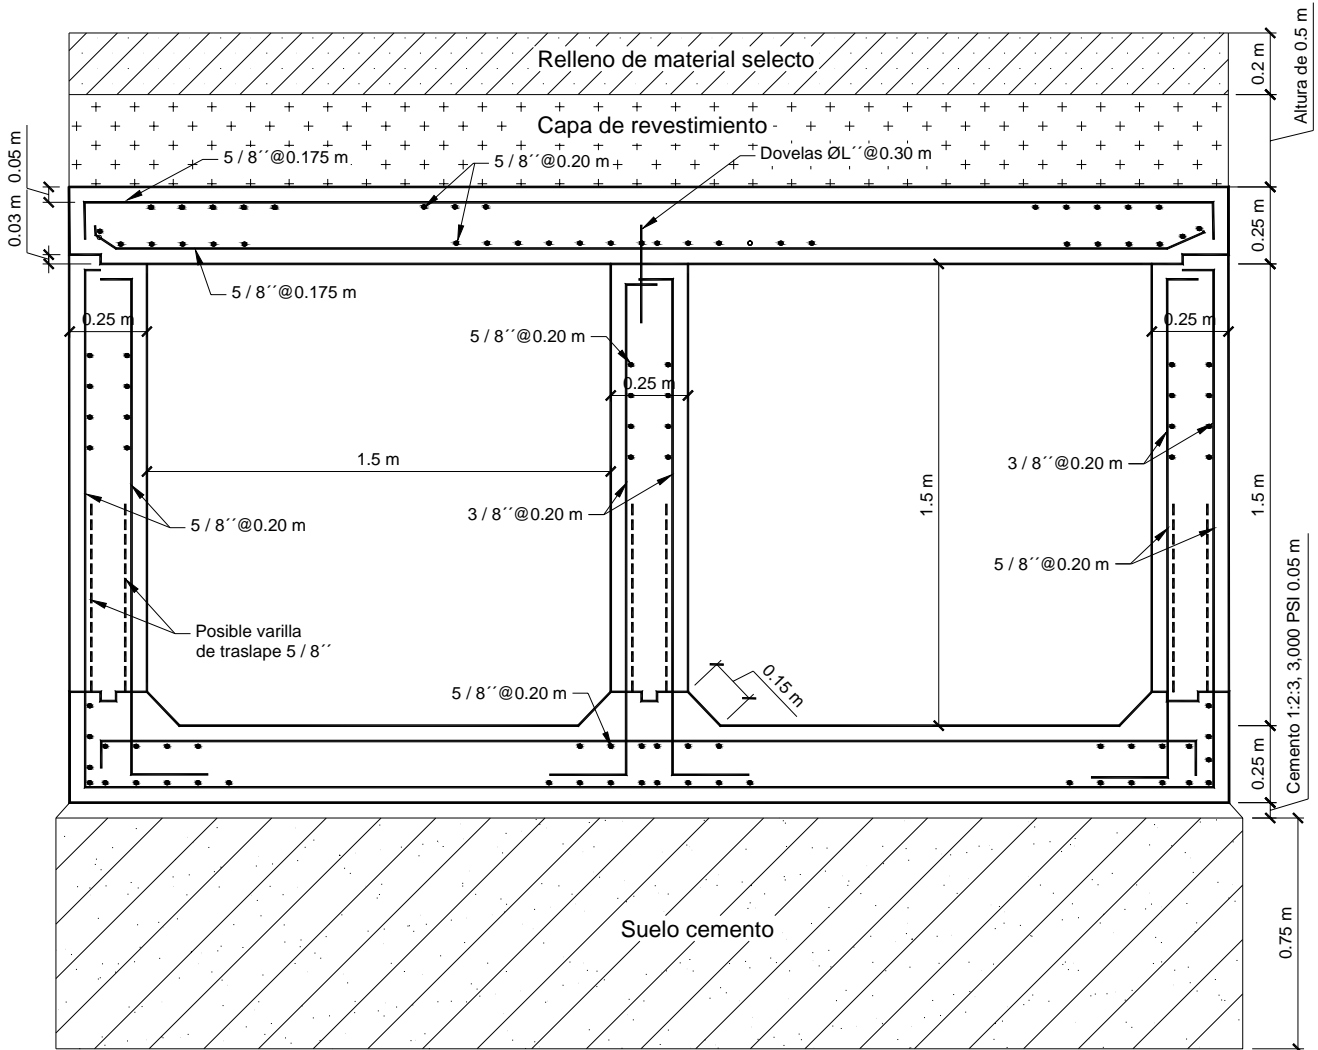 Relleno de material selecto
0.2 m
Altura de 0.5 m
Capa de revestimiento
5 / 8´´@0.175 m
5 / 8´´@0.20 m
Dovelas ØL´´@0.30 m
0.05 m
0.03 m
0.25 m
5 / 8´´@0.175 m
0.25 m
5 / 8´´@0.20 m
0.25 m
0.25 m
1.5 m
3 / 8´´@0.20 m
1.5 m
3 / 8´´@0.20 m
1.5 m
5 / 8´´@0.20 m
5 / 8´´@0.20 m
Posible varilla
de traslape 5 / 8´´
5 / 8´´@0.20 m
0.15 m
Cemento 1:2:3, 3,000 PSI 0.05 m
0.25 m
Suelo cemento
0.75 m